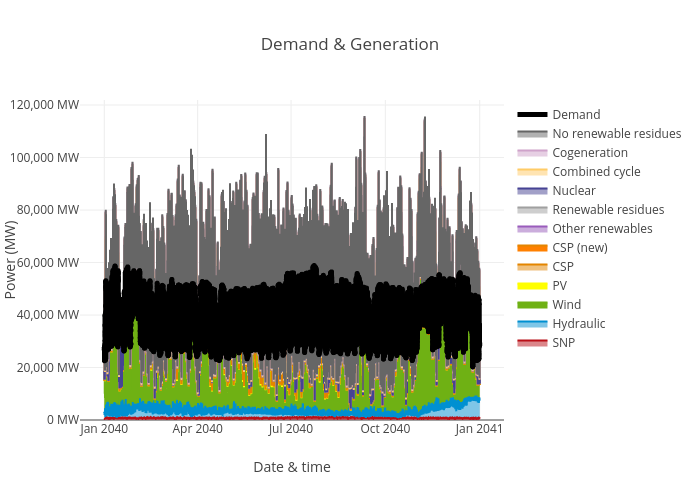 Demand & Generation
120,000 MW
100,000 MW
80,000 MW
60,000 MW
40,000 MW
20,000 MW
0 MW
Power (MW)
Jan 2040
Apr 2040
Jul 2040
Oct 2040
Jan 2041
Date & time
Demand
No renewable residues
Cogeneration
Combined cycle
Nuclear
Renewable residues
Other renewables
CSP (new)
CSP
PV
Wind
Hydraulic
SNP